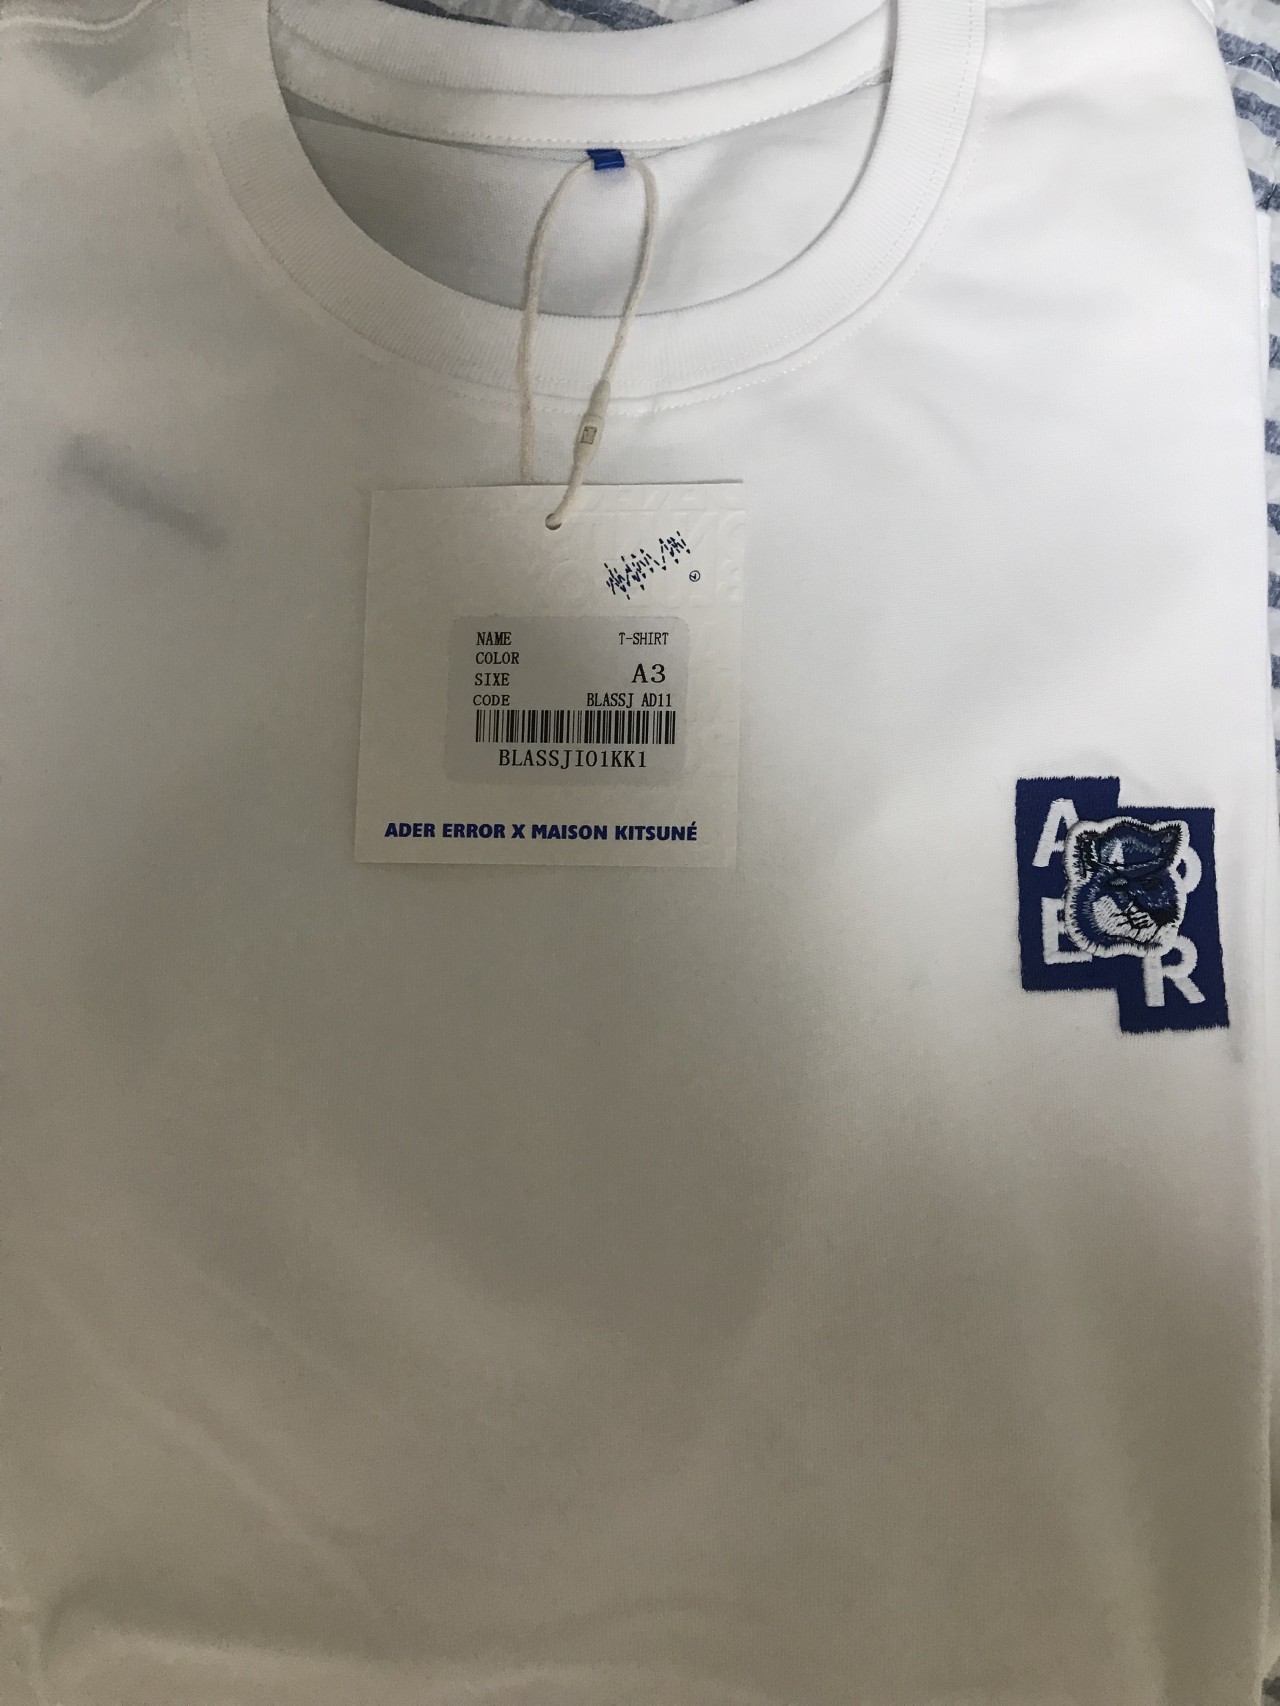 NAME T-SHIRT
COLOR
SIXE A3
CODE BLASSJ AD11
BLASSJI01KK1
ADER ERROR X MAISON KITSUNÉ
A D
E R